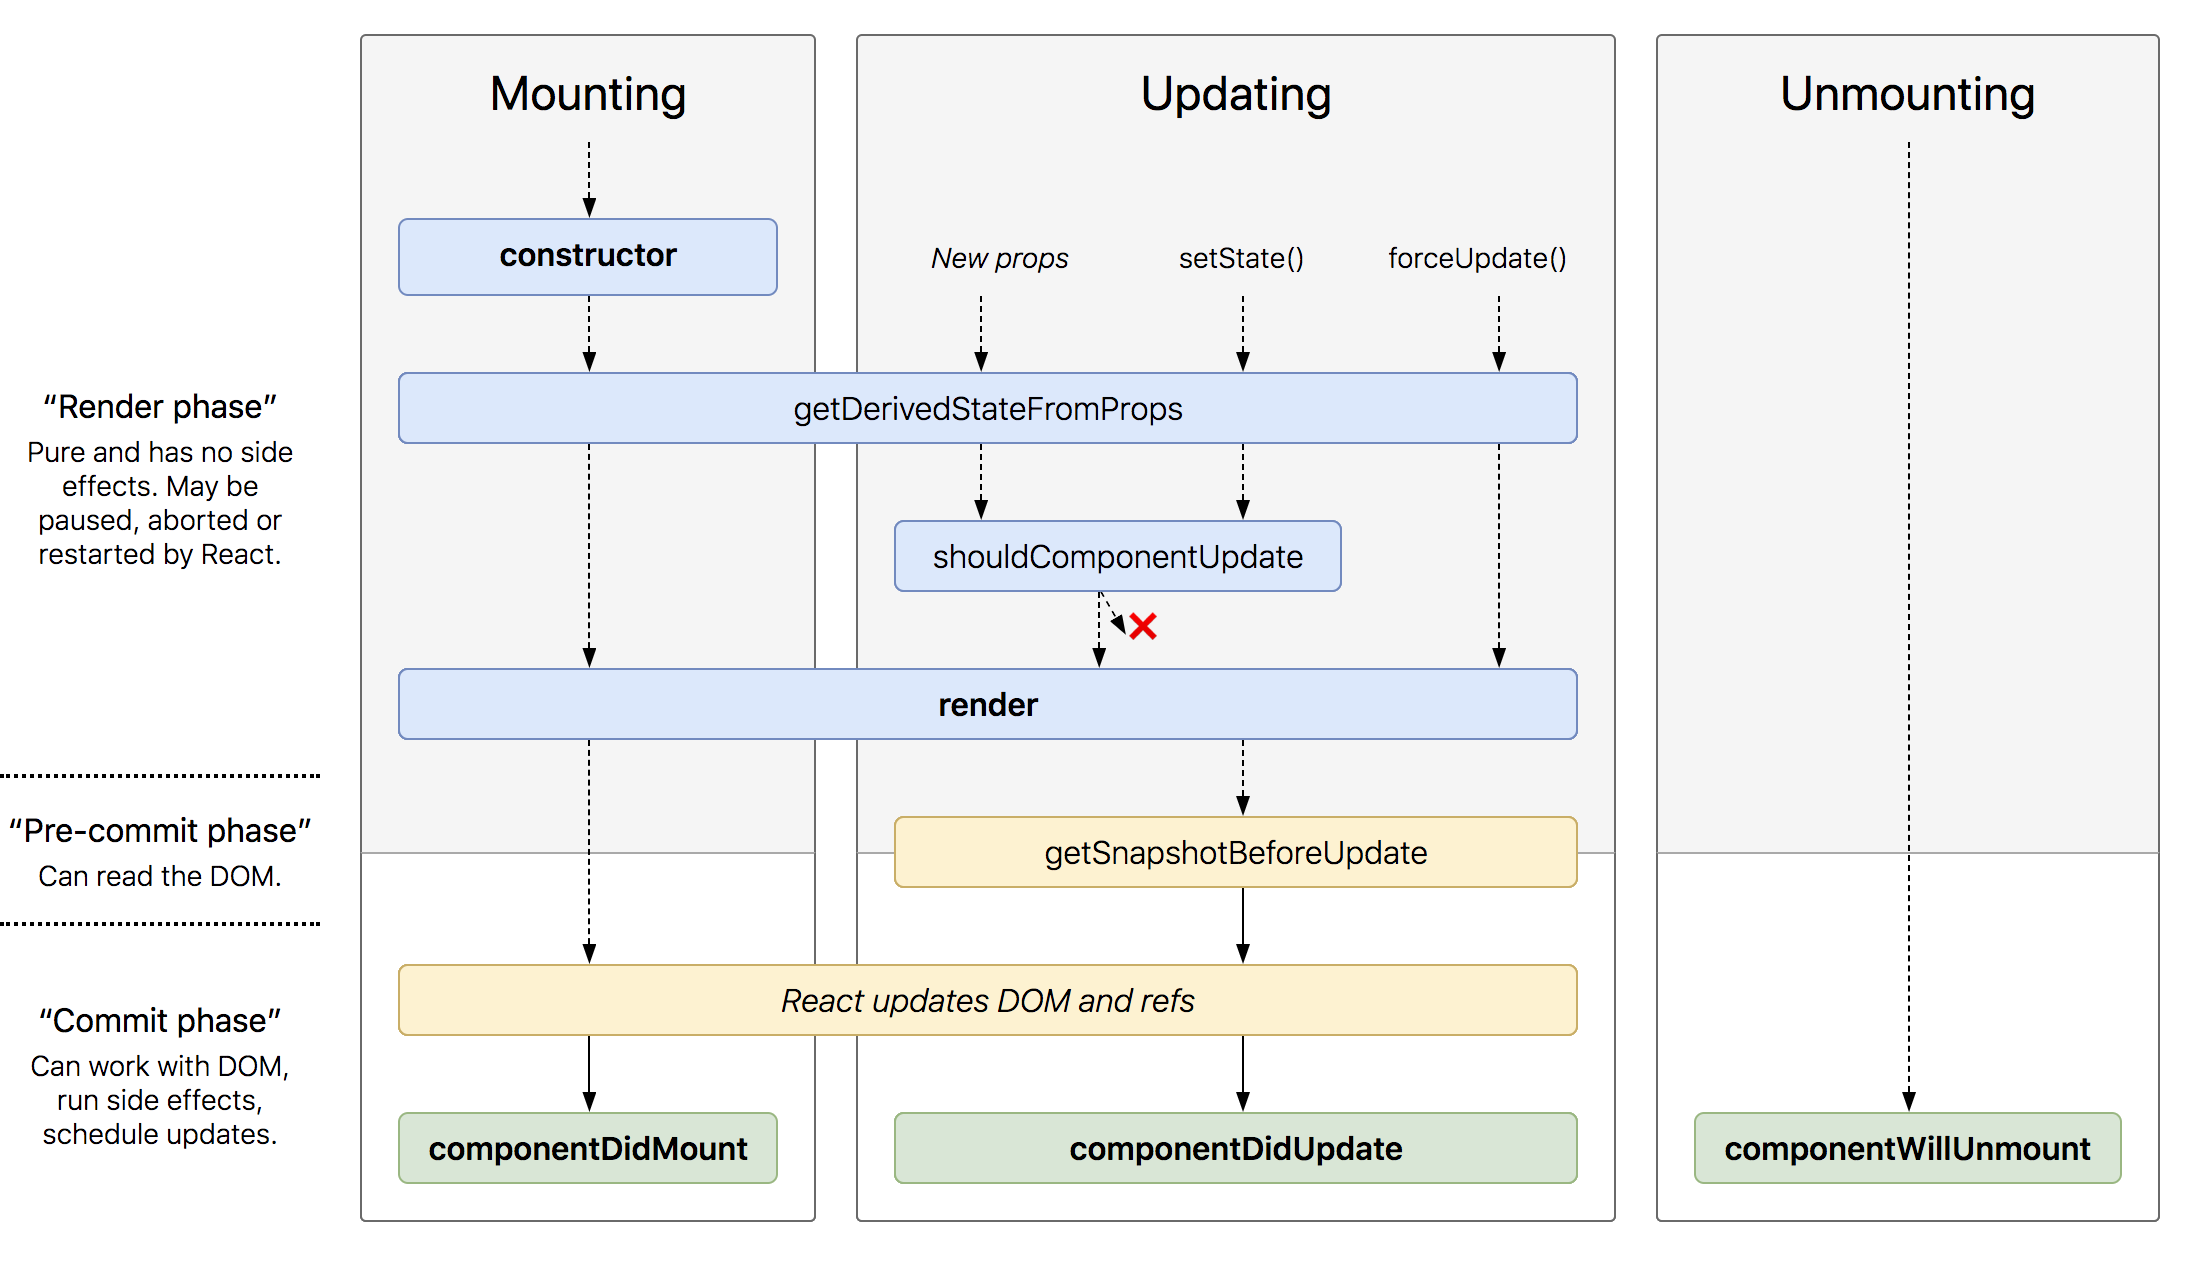 Mounting
Updating
Unmounting
constructor
New props
setState()
forceUpdate()
getDerivedStateFromProps
shouldComponentUpdate
render
getSnapshotBeforeUpdate
React updates DOM and refs
componentDidMount
componentDidUpdate
componentWillUnmount
“Render phase”
Pure and has no side
effects. May be
paused, aborted or
restarted by React.
“Pre-commit phase”
Can read the DOM.
“Commit phase”
Can work with DOM,
run side effects,
schedule updates.